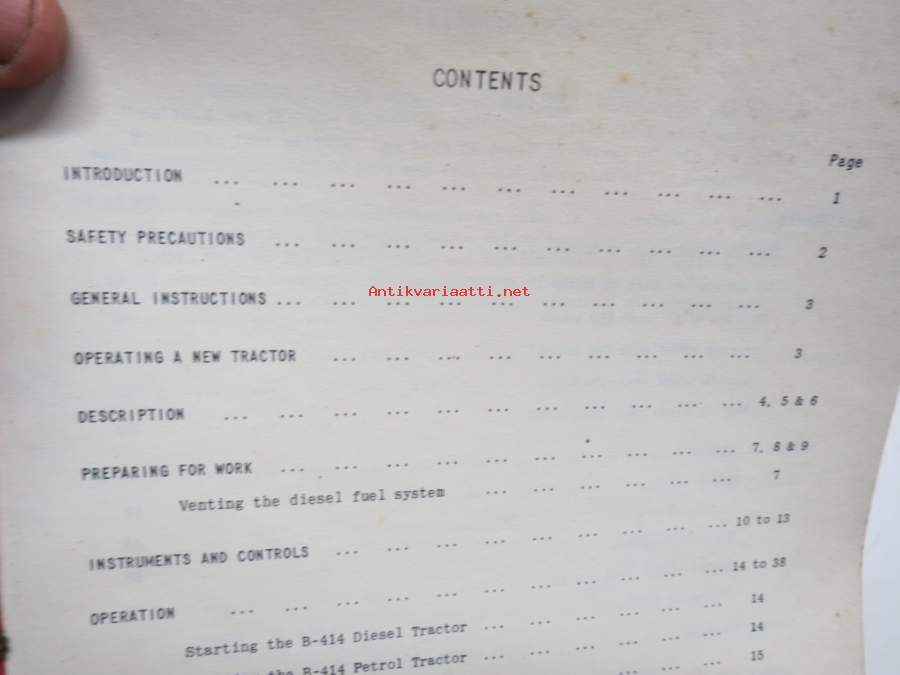 CONTENTS
Page
INTRODUCTION ... ... ... ... ... ... ... ... ... ... ... 1
SAFETY PRECAUTIONS ... ... ... ... ... ... ... ... ... ... 2
Antikvariaatti.net
GENERAL INSTRUCTIONS ... ... ... ... ... ... ... ... ... ... 3
OPERATING A NEW TRACTOR ... ... ... ... ... ... ... ... ... 3
DESCRIPTION ... ... ... ... ... ... ... ... ... ... ... 4, 5 & 6
PREPARING FOR WORK ... ... ... ... ... ... ... ... ... ... 7, 8 & 9
Venting the diesel fuel system ... ... ... ... ... ... 7
INSTRUMENTS AND CONTROLS ... ... ... ... ... ... ... ... ... 10 to 13
OPERATION ... ... ... ... ... ... ... ... ... ... ... 14 to 38
Starting the B-414 Diesel Tractor ... ... ... ... ... ... 14
the B-414 Petrol Tractor ... ... ... ... ... ... 14
... ... ... 15